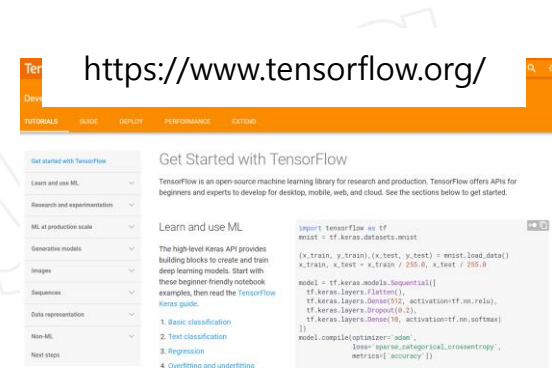 https://www.tensorflow.org/
Ter
Deve
TUTORIALS GUIDE DEPLOY PERFORMANCE EXTEND
Get started with TensorFlow
Learn and use ML
Research and experimentation
ML at production scale
Generative models
Images
Sequences
Data representation
Non-ML
Next steps
Get Started with TensorFlow
TensorFlow is an open-source machine learning library for research and production. TensorFlow offers APIs for
beginners and experts to develop for desktop, mobile, web, and cloud. See the sections below to get started.
Learn and use ML
The high-level Keras API provides
building blocks to create and train
deep learning models. Start with
these beginner-friendly notebook
examples, then read the TensorFlow
Keras guide.
1. Basic classification
2. Text classification
3. Regression
4. Overfitting and underfitting
import tensorflow as tf
mnist = tf.keras.datasets.mnist
(x_train, y_train),(x_test, y_test) = mnist.load_data()
x_train, x_test = x_train / 255.0, x_test / 255.0
model = tf.keras.models.Sequential([
tf.keras.layers.Flatten(),
tf.keras.layers.Dense(512, activation=tf.nn.relu),
tf.keras.layers.Dropout(0.2),
tf.keras.layers.Dense(10, activation=tf.nn.softmax)
])
model.compile(optimizer='adam',
loss='sparse_categorical_crossentropy',
metrics=['accuracy'])